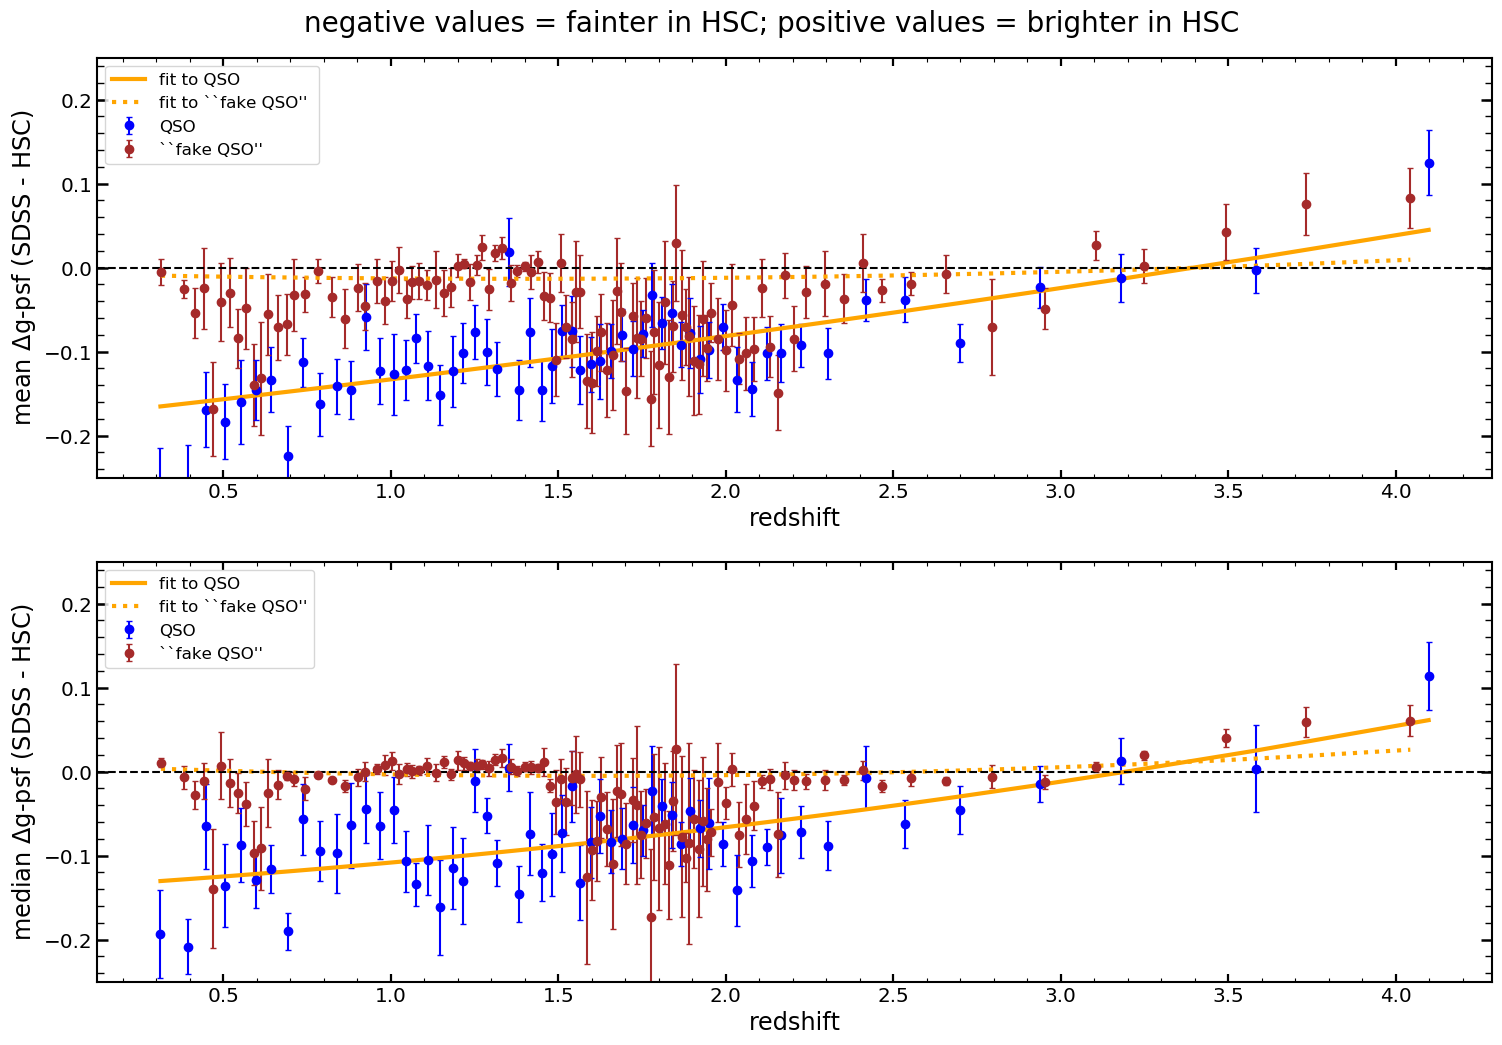 negative values = fainter in HSC; positive values = brighter in HSC
mean Δg-psf (SDSS - HSC)
0.2
0.1
0.0
−0.1
−0.2
fit to QSO
fit to ``fake QSO''
QSO
``fake QSO''
0.5 1.0 1.5 2.0 2.5 3.0 3.5 4.0
redshift
median Δg-psf (SDSS - HSC)
0.2
0.1
0.0
−0.1
−0.2
fit to QSO
fit to ``fake QSO''
QSO
``fake QSO''
0.5 1.0 1.5 2.0 2.5 3.0 3.5 4.0
redshift